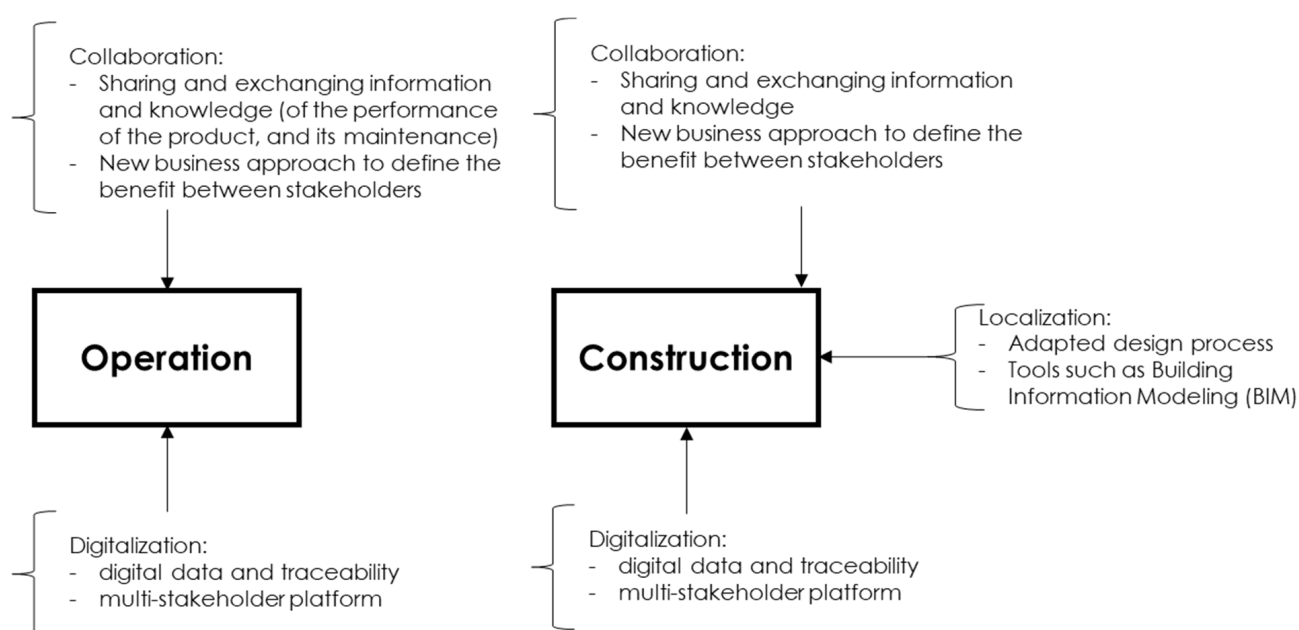 Collaboration:
- Sharing and exchanging information
and knowledge (of the performance
of the product, and its maintenance)
- New business approach to define the
benefit between stakeholders
Collaboration:
- Sharing and exchanging information
and knowledge
- New business approach to define the
benefit between stakeholders
Operation
Construction
Localization:
- Adapted design process
- Tools such as Building
Information Modeling (BIM)
Digitalization:
- digital data and traceability
- multi-stakeholder platform
Digitalization:
- digital data and traceability
- multi-stakeholder platform